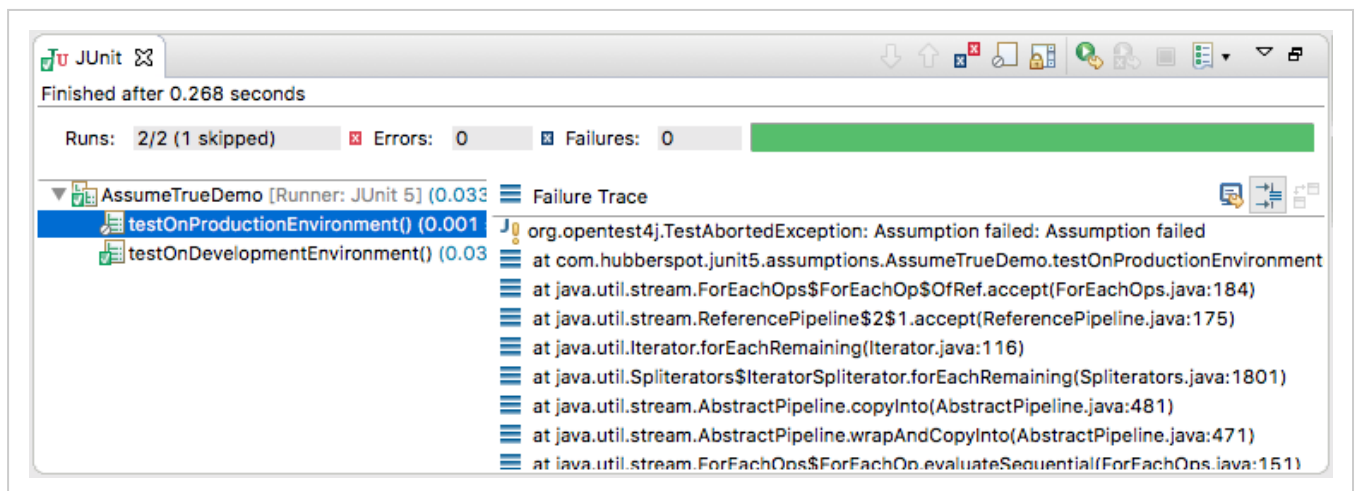 JUnit
Finished after 0.268 seconds
Runs: 2/2 (1 skipped) Errors: 0 Failures: 0
AssumeTrueDemo [Runner: JUnit 5] (0.033
testOnProductionEnvironment() (0.001
testOnDevelopmentEnvironment() (0.03
Failure Trace
org.opentest4j.TestAbortedException: Assumption failed: Assumption failed
at com.hubberspot.junit5.assumptions.AssumeTrueDemo.testOnProductionEnvironment
at java.util.stream.ForEachOps$ForEachOp$OfRef.accept(ForEachOps.java:184)
at java.util.stream.ReferencePipeline$2$1.accept(ReferencePipeline.java:175)
at java.util.Iterator.forEachRemaining(Iterator.java:116)
at java.util.Spliterators$IteratorSpliterator.forEachRemaining(Spliterators.java:1801)
at java.util.stream.AbstractPipeline.copyInto(AbstractPipeline.java:481)
at java.util.stream.AbstractPipeline.wrapAndCopyInto(AbstractPipeline.java:471)
at java.util.stream.ForEachOps$ForEachOp.evaluateSequential(ForEachOps.java:151)